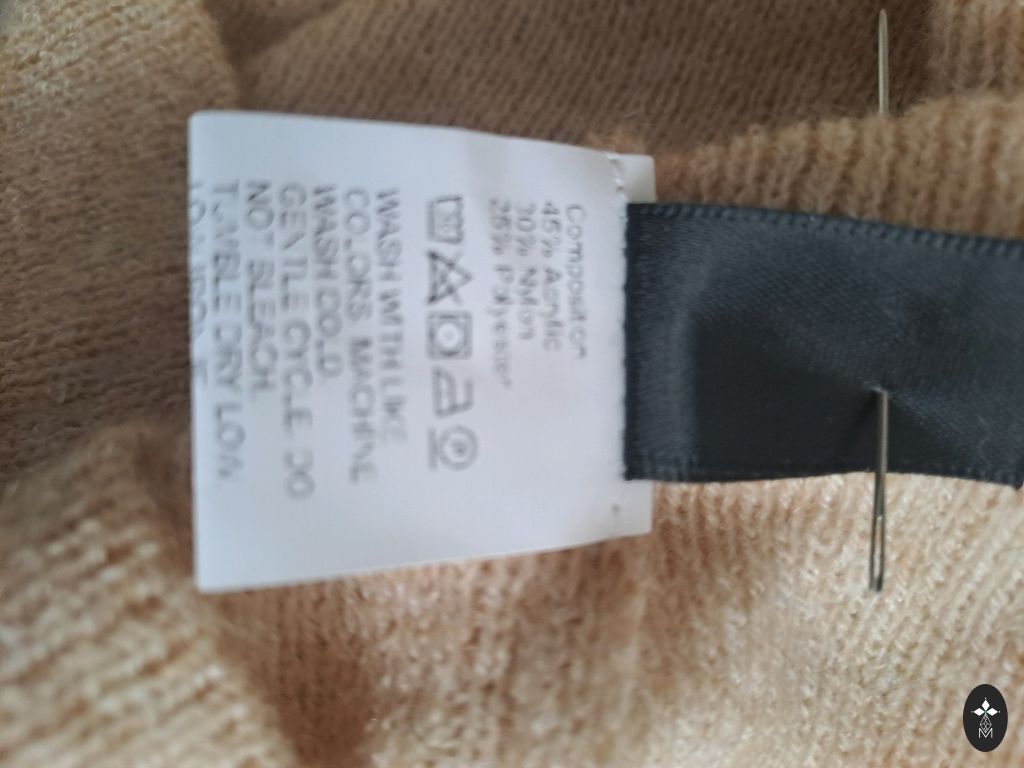 Composition
45% Acrylic
30% Nylon
25% Polyester
WASH WITH LIKE
COLORS. MACHINE
WASH COLD.
GENTLE CYCLE. DO
NOT BLEACH.
TUMBLE DRY LOW.
M